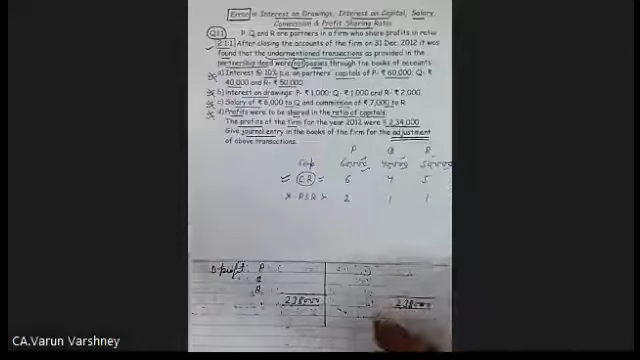 Error in Interest on Drawings, Interest on Capital, Salary,
Commission & Profit Sharing Ratio
Q11 P, Q and R are partners in a firm who share profits in ratio
2:1:1 After closing the accounts of the firm on 31 Dec. 2012 it was
found that the undermentioned transactions as provided in the
partnership deed were not passes through the books of accounts.
a) Interest @ 10% p.a. on partners' capitals of P- ₹ 60,000; Q- ₹
40,000 and R- ₹ 50,000
b) Interest on drawings: P- ₹ 1,000; Q- ₹ 1,000 and R- ₹ 2,000.
c) Salary of ₹ 6,000 to Q and commission of ₹ 7,000 to R
d) Profits were to be shared in the ratio of capitals.
The profits of the firm for the year 2012 were ₹ 2,34,000
Give journal entry in the books of the firm for the adjustment
of above transactions.
P Q R
Cap 60000 40000 50000
C.R 6 4 5
P S R 2 1 1
profit P
Q
R
238000 238000
CA.Varun Varshney